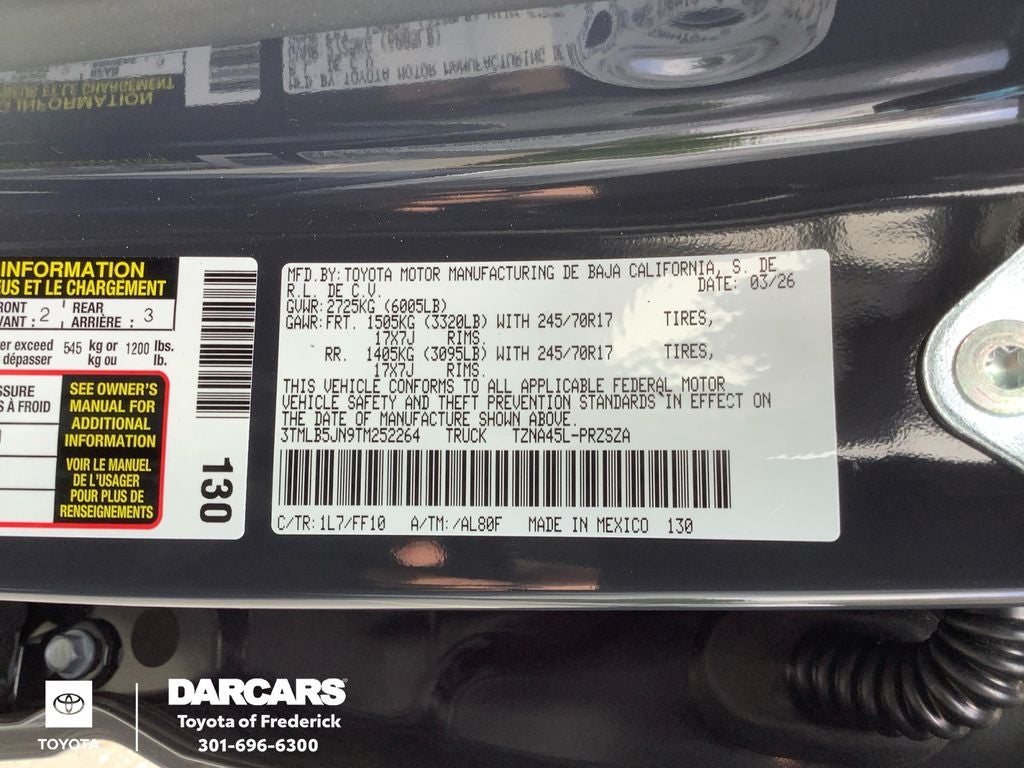 INFORMATION
US ET LE CHARGEMENT
REAR
: 2 ARRIÈRE : 3
er exceed 545 kg or 1200 lbs.
dépasser kg ou lb.
SSURE
S À FROID
SEE OWNER'S
MANUAL FOR
ADDITIONAL
INFORMATION
VOIR LE MANUEL
DE L'USAGER
POUR PLUS DE
RENSEIGNEMENTS
130
MFD.BY:TOYOTA MOTOR MANUFACTURING DE BAJA CALIFORNIA, S. DE
R.L. DE C.V. DATE: 03/26
GVWR:2725KG (6005LB)
GAWR:FRT. 1505KG (3320LB) WITH 245/70R17 TIRES,
17X7J RIMS.
RR. 1405KG (3095LB) WITH 245/70R17 TIRES,
17X7J RIMS.
THIS VEHICLE CONFORMS TO ALL APPLICABLE FEDERAL MOTOR
VEHICLE SAFETY AND THEFT PREVENTION STANDARDS IN EFFECT ON
THE DATE OF MANUFACTURE SHOWN ABOVE.
3TMLB5JN9TM252264 TRUCK TZNA45L-PRZSZA
C/TR:1L7/FF10 A/TM:/AL80F MADE IN MEXICO 130
TOYOTA
DARCARS
Toyota of Frederick
301-696-6300